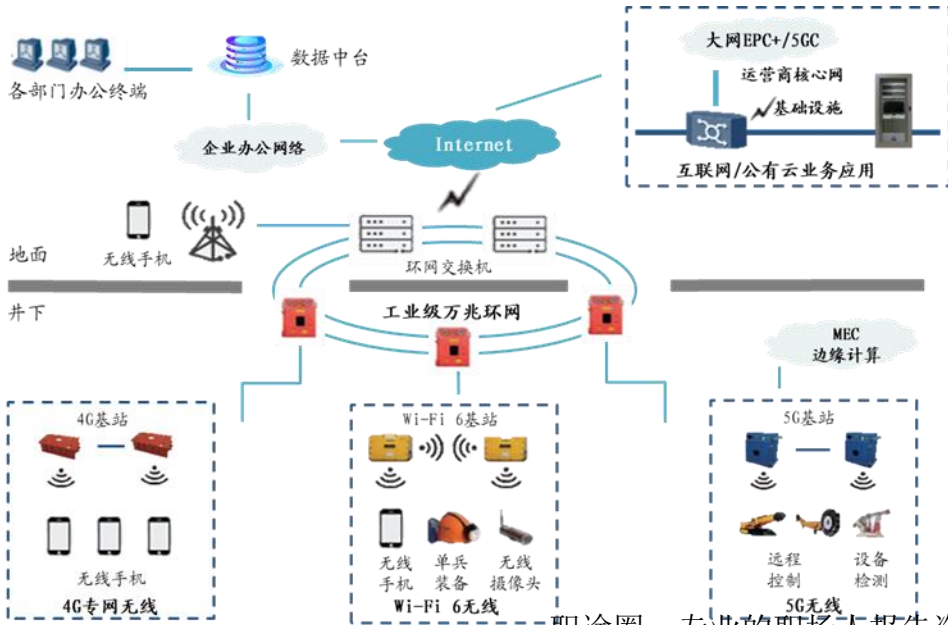 各部门办公终端
数据中台
大网EPC+/5GC
运营商核心网
基础设施
互联网/公有云业务应用
企业办公网络
Internet
无线手机
地面
环网交换机
井下
工业级万兆环网
MEC
边缘计算
4G基站
无线手机
4G专网无线
Wi-Fi 6基站
无线
手机
单兵
装备
无线
摄像头
Wi-Fi 6无线
5G基站
远程
控制
设备
检测
5G无线